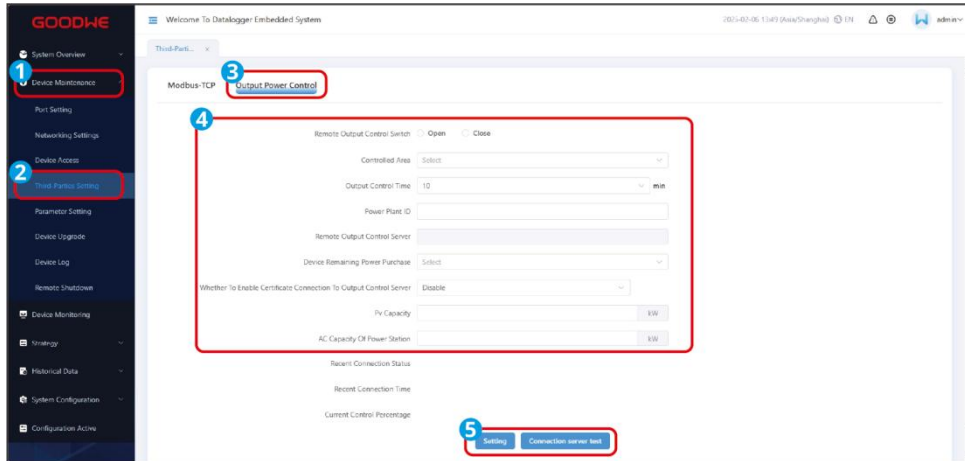 GOODWE
Welcome To Datalogger Embedded System
2025-02-06 13:49 (Asia/Shanghai) EN admin
System Overview
Third-Parti... ×
1
Device Maintenance
3
Modbus-TCP Output Power Control
Port Setting
4
Networking Settings
Remote Output Control Switch Open Close
Device Access
Controlled Area Select
2
Third-Parties Setting
Output Control Time 10 min
Parameter Setting
Power Plant ID
Device Upgrade
Remote Output Control Server
Device Log
Device Remaining Power Purchase Select
Remote Shutdown
Whether To Enable Certificate Connection To Output Control Server Disable
Device Monitoring
Pv Capacity kW
Strategy
AC Capacity Of Power Station kW
Recent Connection Status
Historical Data
Recent Connection Time
System Configuration
Current Control Percentage
Configuration Active
5
Setting Connection server test